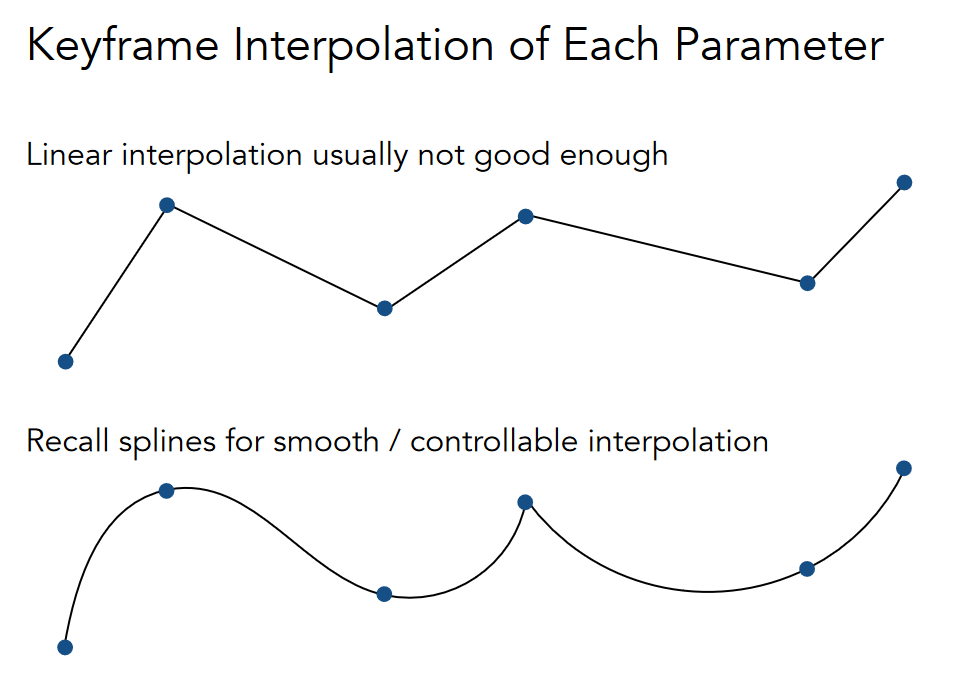 Keyframe Interpolation of Each Parameter
Linear interpolation usually not good enough
Recall splines for smooth / controllable interpolation